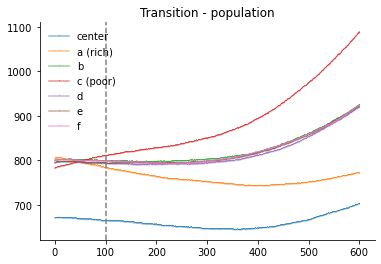 Transition - population
1100
1000
900
800
700
center
a (rich)
b
c (poor)
d
e
f
0 100 200 300 400 500 600